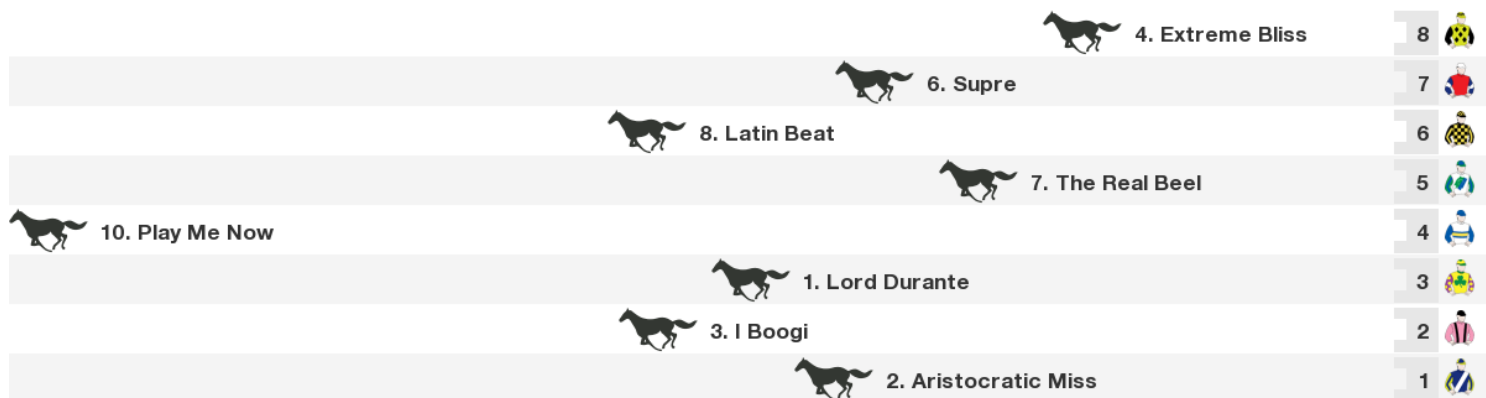 4. Extreme Bliss 8
6. Supre 7
8. Latin Beat 6
7. The Real Beel 5
10. Play Me Now 4
1. Lord Durante 3
3. I Boogi 2
2. Aristocratic Miss 1